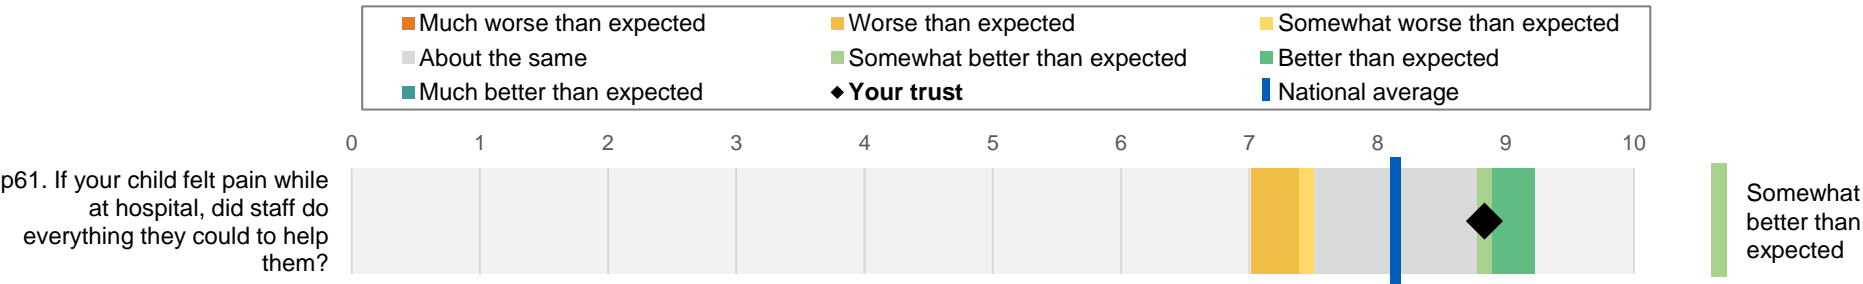 Much worse than expected Worse than expected Somewhat worse than expected
About the same Somewhat better than expected Better than expected
Much better than expected Your trust National average
0 1 2 3 4 5 6 7 8 9 10
p61. If your child felt pain while
at hospital, did staff do
everything they could to help
them?
Somewhat
better than
expected